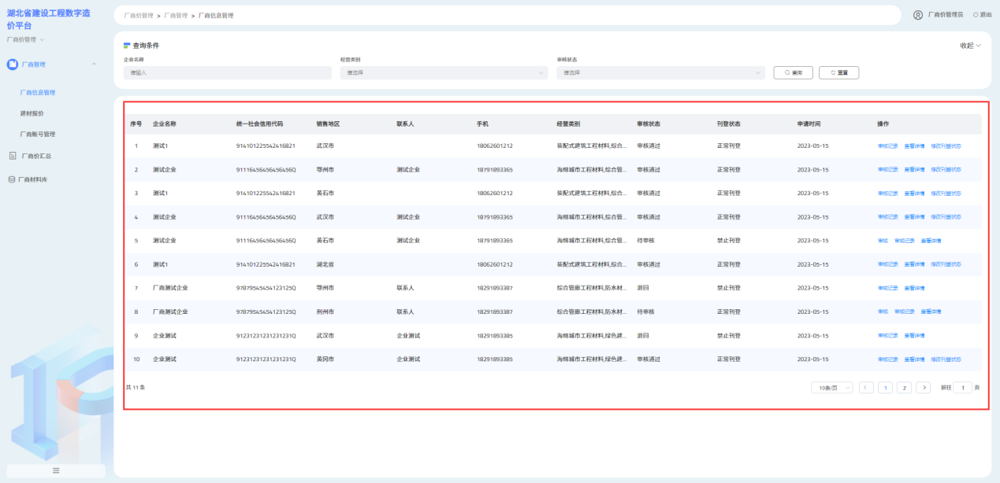 湖北省建设工程数字造
价平台
厂商价管理
厂商管理
厂商信息管理
建材报价
厂商账号管理
厂商价汇总
厂商材料库
厂商价管理 > 厂商管理 > 厂商信息管理
厂商价管理员 退出
查询条件 收起
企业名称 经营类别 审核状态
请输入 请选择 请选择 查询 重置
序号 企业名称 统一社会信用代码 销售地区 联系人 手机 经营类别 审核状态 刊登状态 申请时间 操作
1 测试1 914101225542416821 武汉市 18062601212 装配式建筑工程材料,综合... 审核通过 正常刊登 2023-05-15 审核记录 查看详情 修改刊登状态
2 测试企业 91116456456456456Q 鄂州市 测试企业 18791893365 海绵城市工程材料,综合管... 审核通过 正常刊登 2023-05-15 审核记录 查看详情 修改刊登状态
3 测试1 914101225542416821 黄石市 18062601212 装配式建筑工程材料,综合... 审核通过 正常刊登 2023-05-15 审核记录 查看详情 修改刊登状态
4 测试企业 91116456456456456Q 武汉市 测试企业 18791893365 海绵城市工程材料,综合管... 审核通过 正常刊登 2023-05-15 审核记录 查看详情 修改刊登状态
5 测试企业 91116456456456456Q 黄石市 测试企业 18791893365 海绵城市工程材料,综合管... 待审核 禁止刊登 2023-05-15 审核 审核记录 查看详情
6 测试1 914101225542416821 湖北省 18062601212 装配式建筑工程材料,综合... 审核通过 正常刊登 2023-05-15 审核记录 查看详情 修改刊登状态
7 厂商测试企业 97879545454123125Q 鄂州市 联系人 18291893387 综合管廊工程材料,防水材... 退回 禁止刊登 2023-05-15 审核记录 查看详情
8 厂商测试企业 97879545454123125Q 荆州市 联系人 18291893387 综合管廊工程材料,防水材... 待审核 正常刊登 2023-05-15 审核 审核记录 查看详情
9 企业测试 91231231231231231Q 武汉市 企业测试 18291893385 海绵城市工程材料,绿色建... 退回 禁止刊登 2023-05-15 审核记录 查看详情
10 企业测试 91231231231231231Q 黄冈市 企业测试 18291893385 海绵城市工程材料,绿色建... 审核通过 正常刊登 2023-05-15 审核记录 查看详情 修改刊登状态
共 11 条 10条/页 1 2 前往 1 页